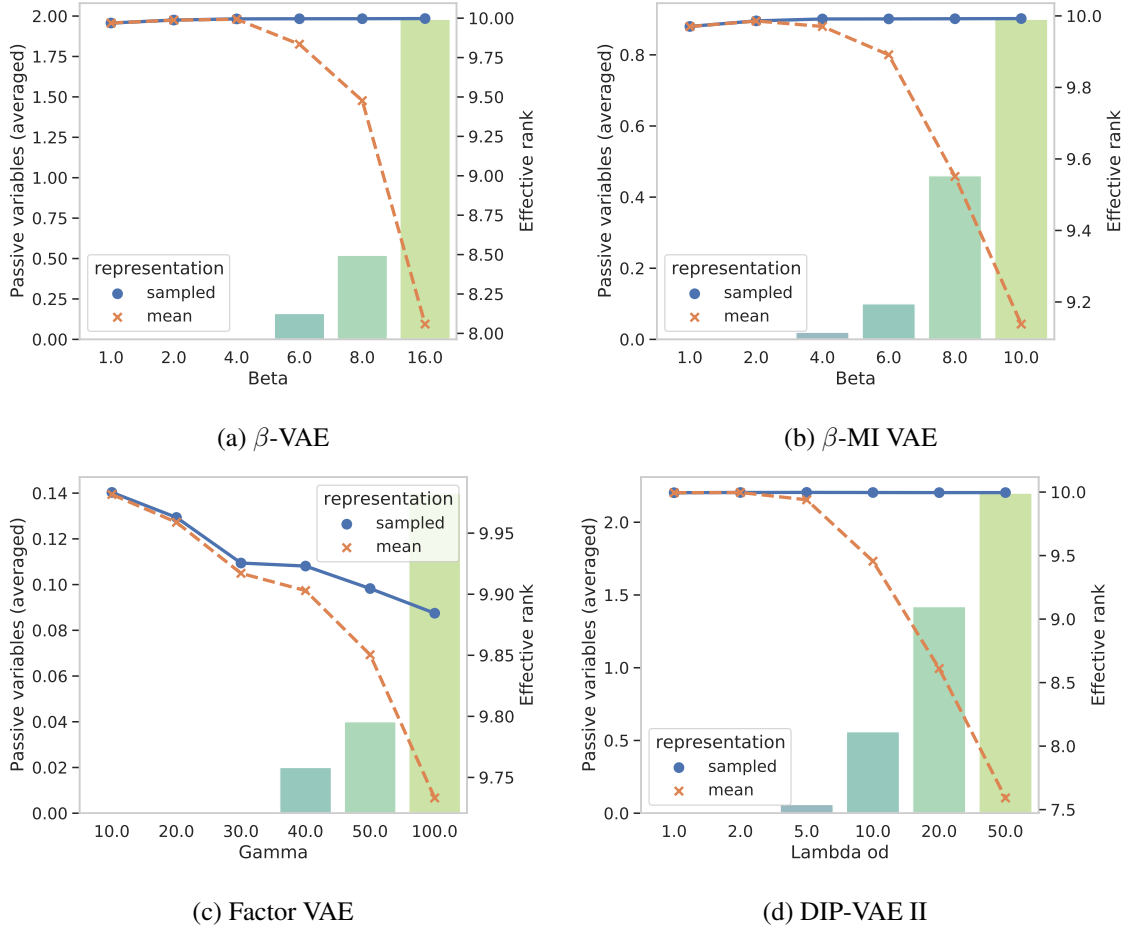 2.00
1.75
1.50
1.25
1.00
0.75
0.50
0.25
0.00
Passive variables (averaged)
10.00
9.75
9.50
9.25
9.00
8.75
8.50
8.25
8.00
Effective rank
representation
sampled
mean
1.0 2.0 4.0 6.0 8.0 16.0
Beta
(a) β-VAE
0.8
0.6
0.4
0.2
0.0
Passive variables (averaged)
10.0
9.8
9.6
9.4
9.2
Effective rank
representation
sampled
mean
1.0 2.0 4.0 6.0 8.0 10.0
Beta
(b) β-MI VAE
0.14
0.12
0.10
0.08
0.06
0.04
0.02
0.00
Passive variables (averaged)
9.95
9.90
9.85
9.80
9.75
Effective rank
representation
sampled
mean
10.0 20.0 30.0 40.0 50.0 100.0
Gamma
(c) Factor VAE
2.0
1.5
1.0
0.5
0.0
Passive variables (averaged)
10.0
9.5
9.0
8.5
8.0
7.5
Effective rank
representation
sampled
mean
1.0 2.0 5.0 10.0 20.0 50.0
Lambda od
(d) DIP-VAE II